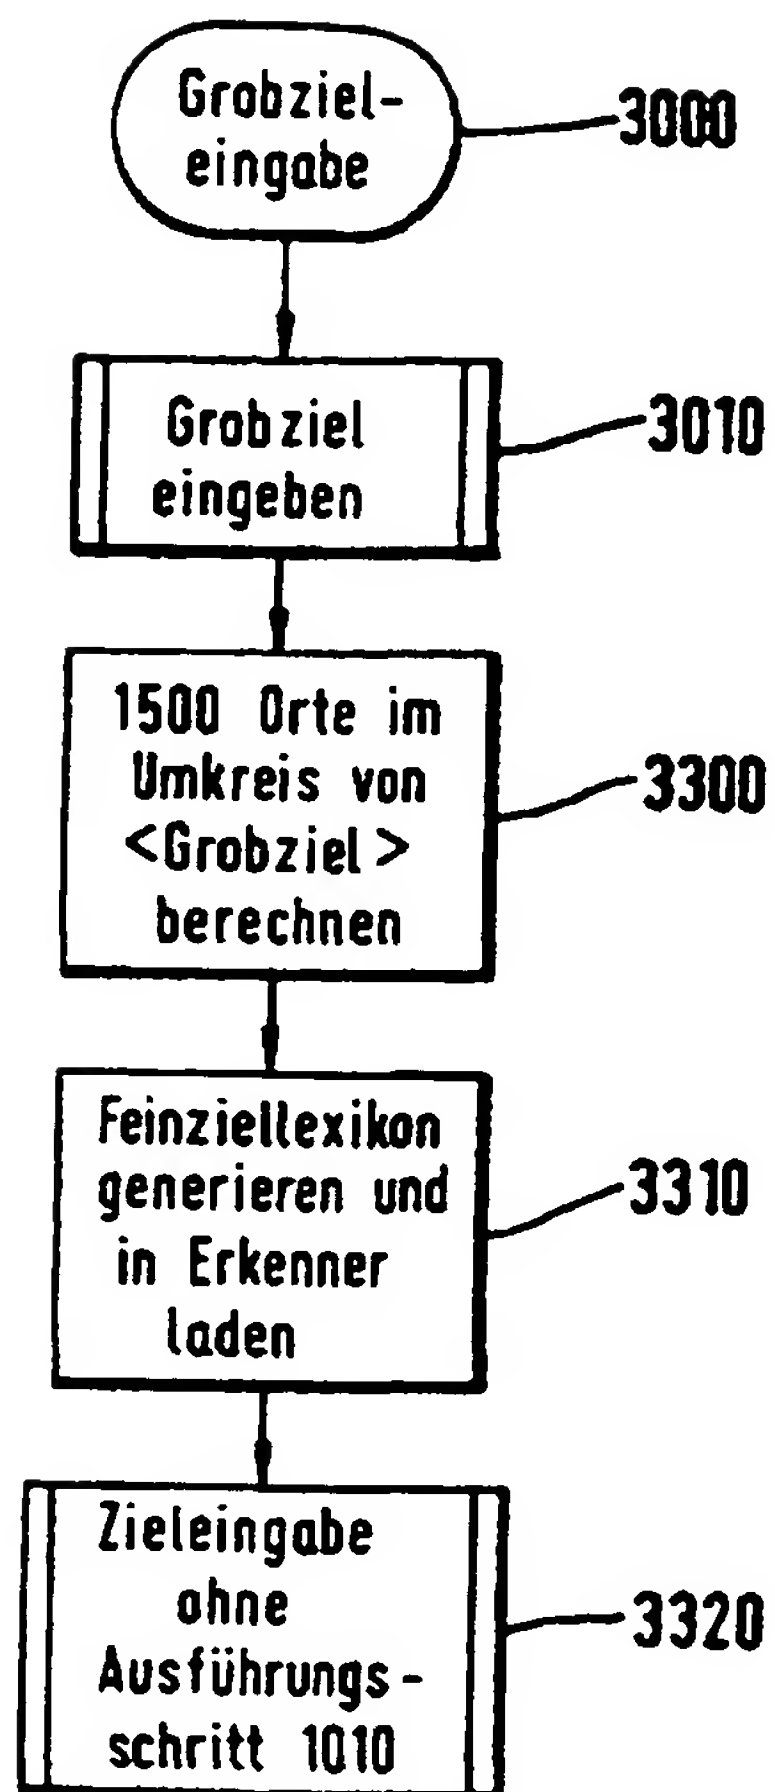 Grobziel-
eingabe
3000
Grobziel
eingeben
3010
1500 Orte im
Umkreis von
<Grobziel>
berechnen
3300
Feinziellexikon
generieren und
in Erkenner
laden
3310
Zieleingabe
ohne
Ausführungs-
schritt 1010
3320